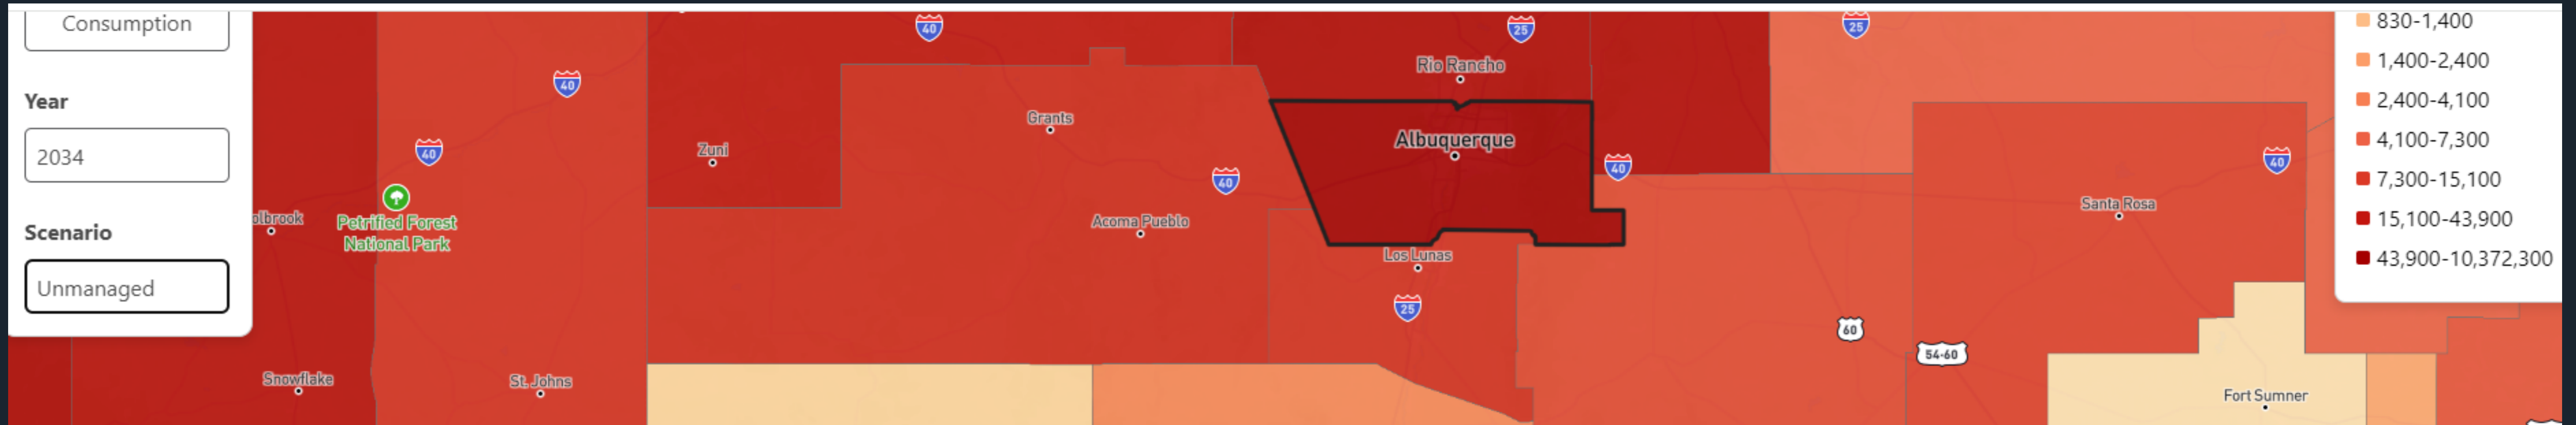 Consumption
Year
2034
Scenario
Unmanaged
40
25
25
Rio Rancho
40
Grants
Albuquerque
Zuni
40
40
40
40
Petrified Forest
National Park
olbrook
Acoma Pueblo
Santa Rosa
Los Lunas
25
60
54-60
Snowflake
St. Johns
Fort Sumner
830-1,400
1,400-2,400
2,400-4,100
4,100-7,300
7,300-15,100
15,100-43,900
43,900-10,372,300